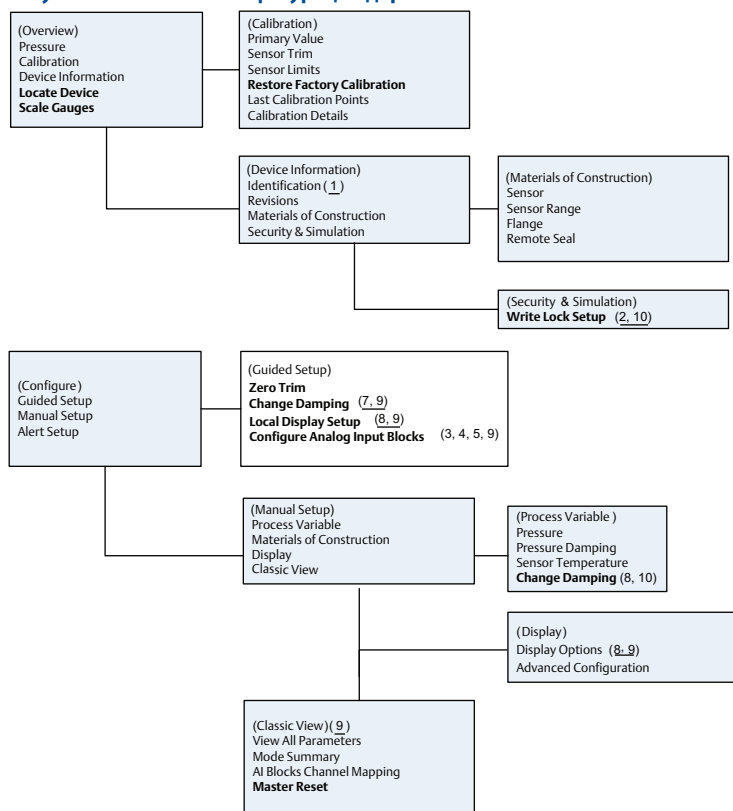 (Overview)
Pressure
Calibration
Device Information
Locate Device
Scale Gauges
(Calibration)
Primary Value
Sensor Trim
Sensor Limits
Restore Factory Calibration
Last Calibration Points
Calibration Details
(Device Information)
Identification (1)
Revisions
Materials of Construction
Security & Simulation
(Materials of Construction)
Sensor
Sensor Range
Flange
Remote Seal
(Security & Simulation)
Write Lock Setup (2, 10)
(Configure)
Guided Setup
Manual Setup
Alert Setup
(Guided Setup)
Zero Trim
Change Damping (7, 9)
Local Display Setup (8, 9)
Configure Analog Input Blocks (3, 4, 5, 9)
(Manual Setup)
Process Variable
Materials of Construction
Display
Classic View
(Process Variable )
Pressure
Pressure Damping
Sensor Temperature
Change Damping (8, 10)
(Display)
Display Options (8, 9)
Advanced Configuration
(Classic View) (9)
View All Parameters
Mode Summary
AI Blocks Channel Mapping
Master Reset